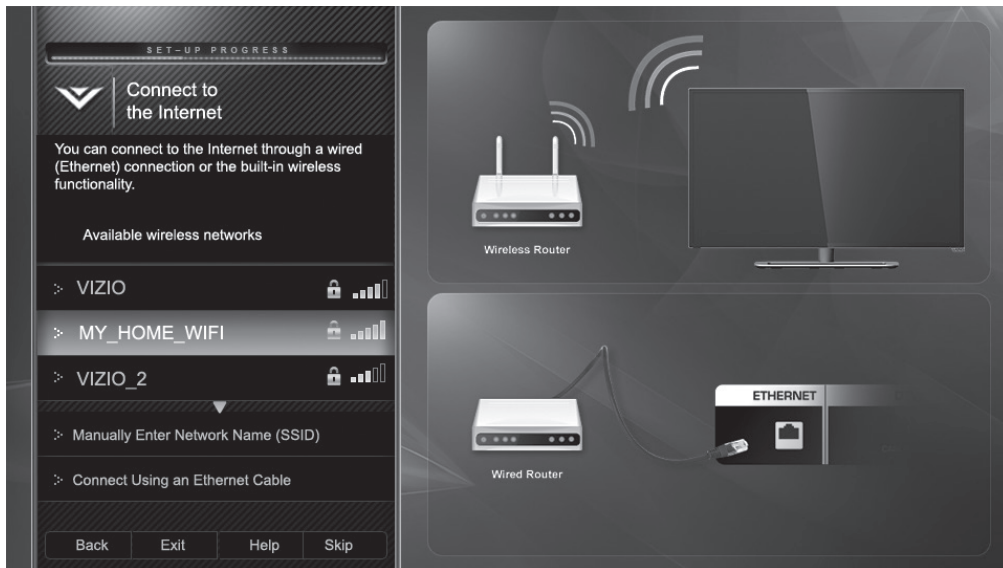 SET-UP PROGRESS
Connect to
the Internet
You can connect to the Internet through a wired
(Ethernet) connection or the built-in wireless
functionality.
Available wireless networks
VIZIO
MY_HOME_WIFI
VIZIO_2
Manually Enter Network Name (SSID)
Connect Using an Ethernet Cable
Back Exit Help Skip
Wireless Router
ETHERNET
Wired Router